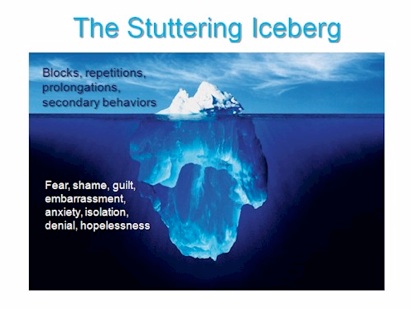 The Stuttering Iceberg
Blocks, repetitions,
prolongations,
secondary behaviors
Fear, shame, guilt,
embarrassment,
anxiety, isolation,
denial, hopelessness